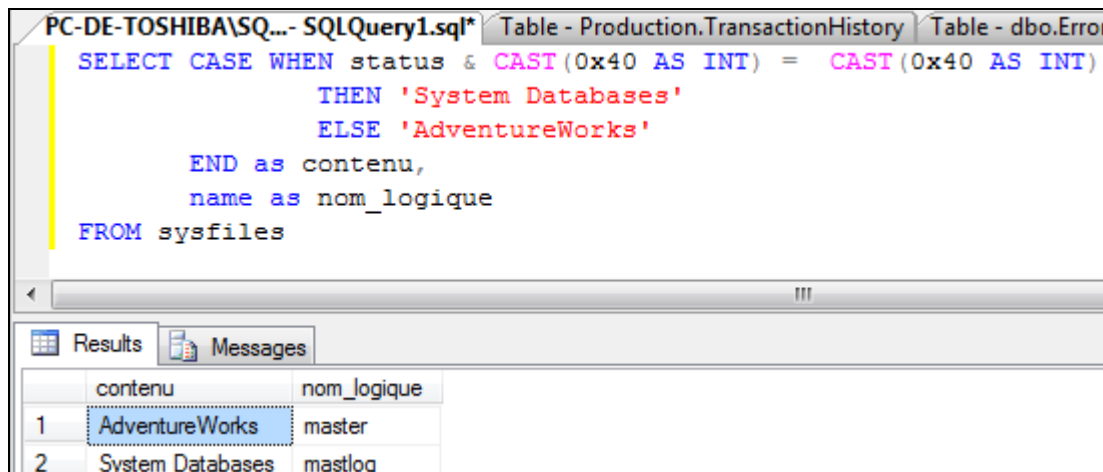 PC-DE-TOSHIBA\SQ...- SQLQuery1.sql* Table - Production.TransactionHistory Table - dbo.Error
SELECT CASE WHEN status & CAST(0x40 AS INT) = CAST(0x40 AS INT)
THEN 'System Databases'
ELSE 'AdventureWorks'
END as contenu,
name as nom_logique
FROM sysfiles
Results Messages
contenu nom_logique
1 AdventureWorks master
2 System Databases mastlog